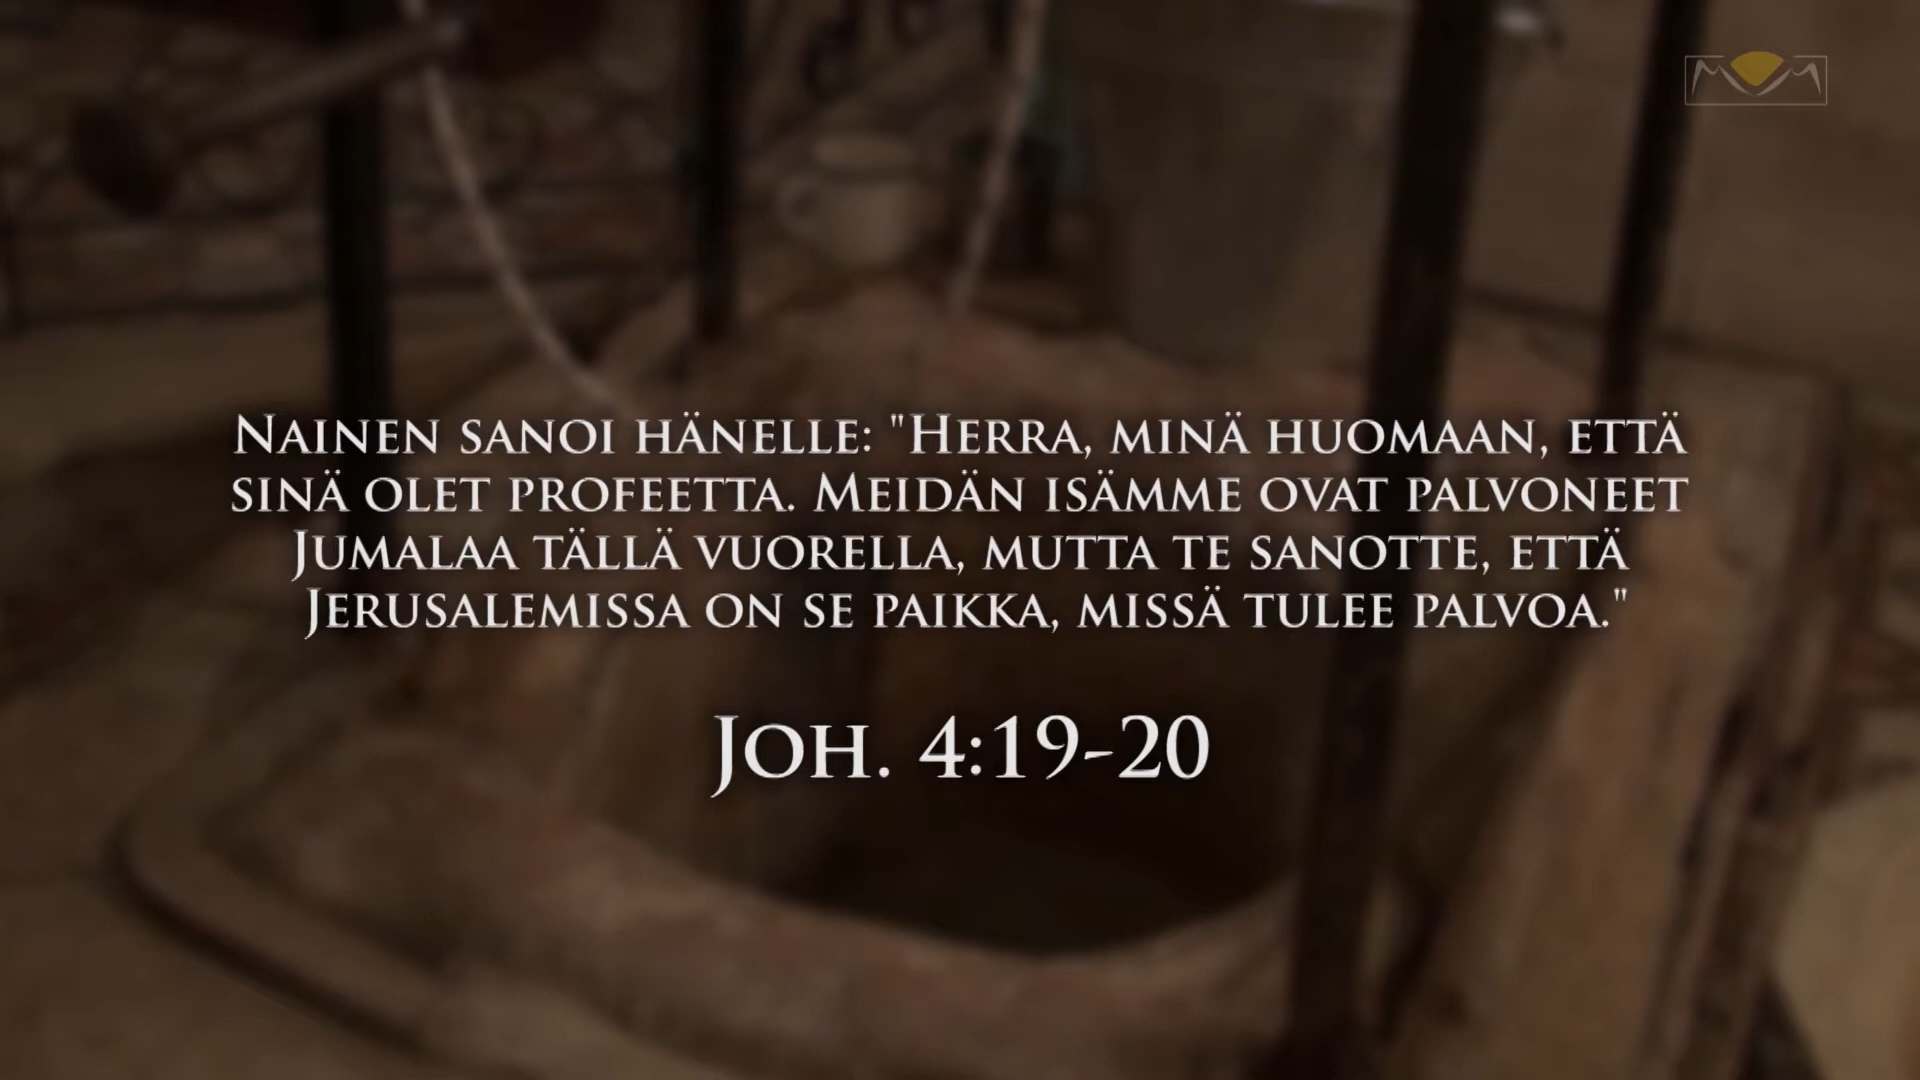 Nainen sanoi hänelle: "Herra, minä huomaan, että
sinä olet profeetta. Meidän isämme ovat palvoneet
Jumalaa tällä vuorella, mutta te sanotte, että
Jerusalemissa on se paikka, missä tulee palvoa."
Joh. 4:19-20